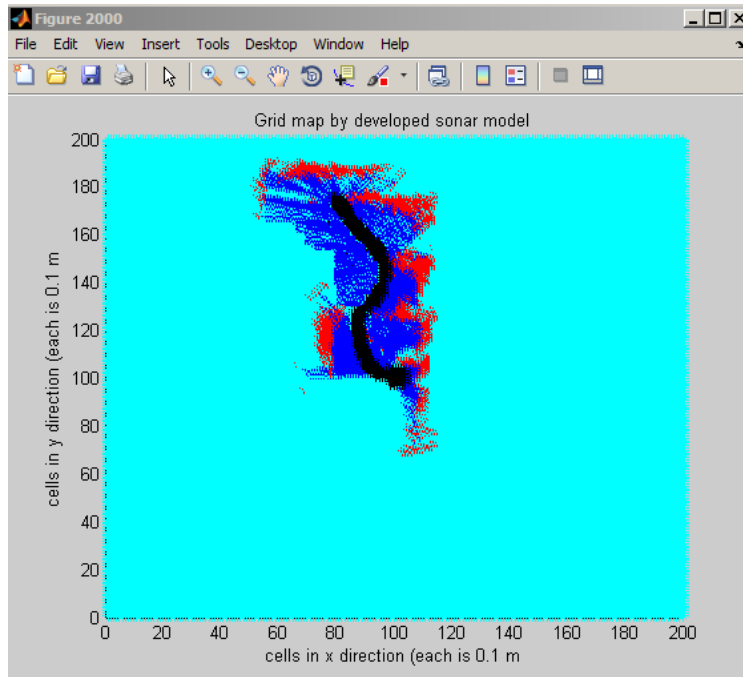 Figure 2000
File Edit View Insert Tools Desktop Window Help
Grid map by developed sonar model
200
180
160
140
120
100
80
60
40
20
0
cells in y direction (each is 0.1 m
0 20 40 60 80 100 120 140 160 180 200
cells in x direction (each is 0.1 m